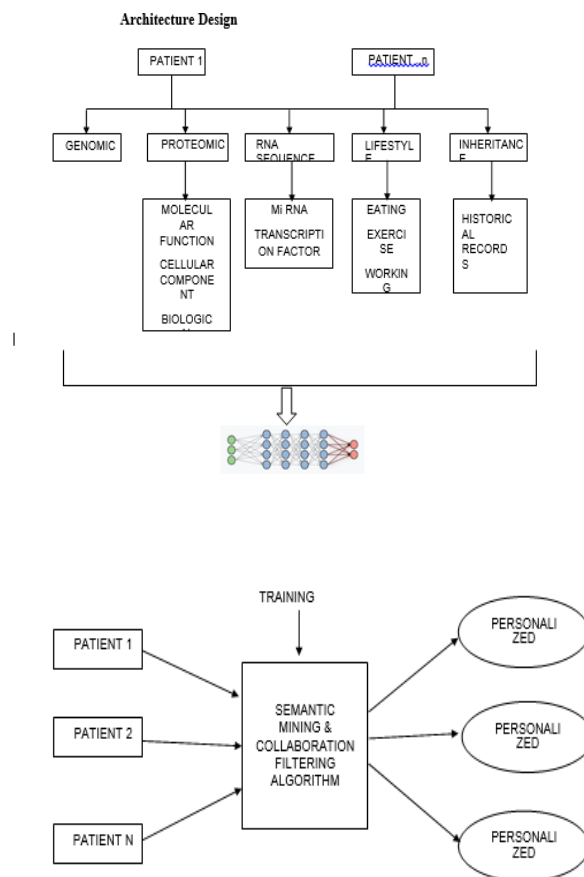 Architecture Design
PATIENT 1
PATIENT ..n
GENOMIC
PROTEOMIC
RNA
SEQUENCE
LIFESTYL
E
INHERITANC
E
MOLECUL
AR
FUNCTION
CELLULAR
COMPONE
NT
BIOLOGIC
Mi RNA
TRANSCRIPTI
ON FACTOR
EATING
EXERCI
SE
WORKIN
G
HISTORIC
AL
RECORD
S
TRAINING
PATIENT 1
PATIENT 2
PATIENT N
SEMANTIC
MINING &
COLLABORATION
FILTERING
ALGORITHM
PERSONALI
ZED
PERSONALI
ZED
PERSONALI
ZED